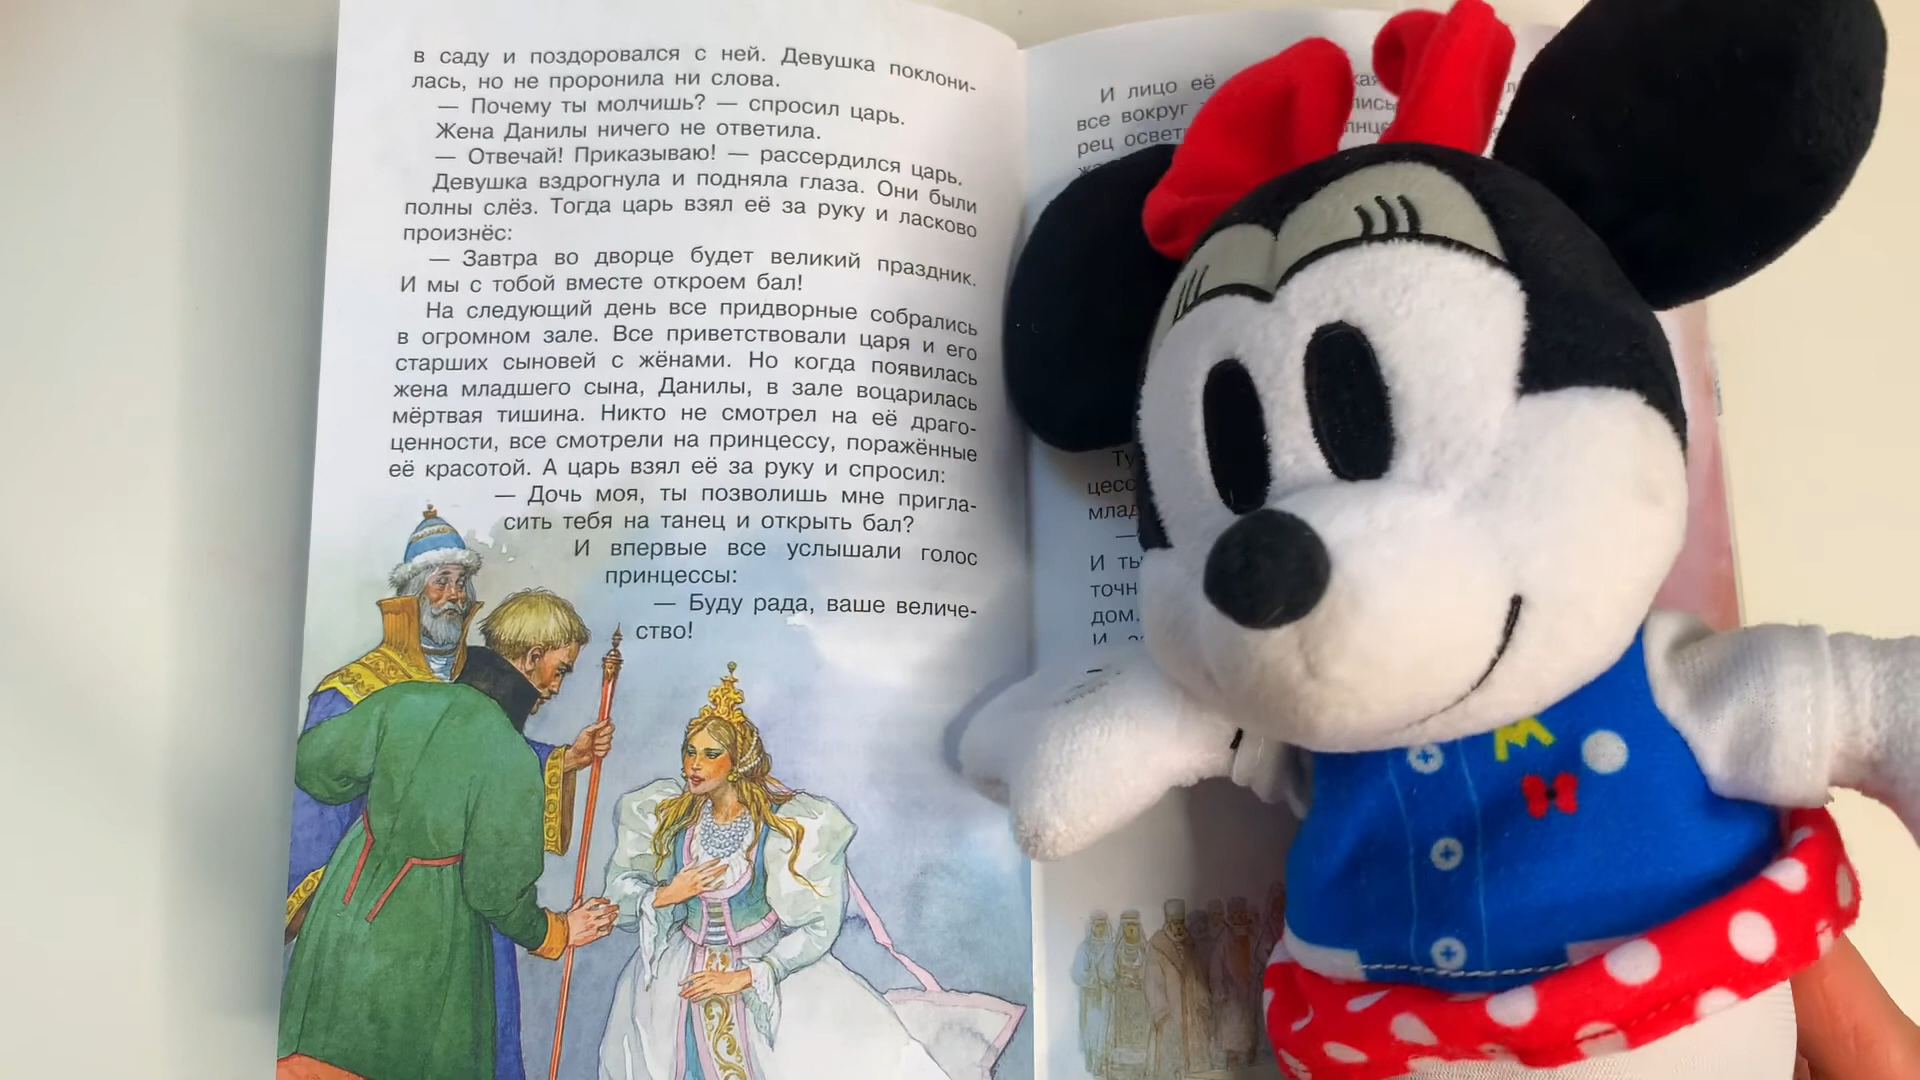 в саду и поздоровался с ней. Девушка поклони-
лась, но не проронила ни слова.
— Почему ты молчишь? — спросил царь.
Жена Данилы ничего не ответила.
— Отвечай! Приказываю! — рассердился царь.
Девушка вздрогнула и подняла глаза. Они были
полны слёз. Тогда царь взял её за руку и ласково
произнёс:
— Завтра во дворце будет великий праздник.
И мы с тобой вместе откроем бал!
На следующий день все придворные собрались
в огромном зале. Все приветствовали царя и его
старших сыновей с жёнами. Но когда появилась
жена младшего сына, Данилы, в зале воцарилась
мёртвая тишина. Никто не смотрел на её драго-
ценности, все смотрели на принцессу, поражённые
её красотой. А царь взял её за руку и спросил:
— Дочь моя, ты позволишь мне пригла-
сить тебя на танец и открыть бал?
И впервые все услышали голос
принцессы:
— Буду рада, ваше величе-
ство!
И лицо её
все вокруг
рец
И ты
дом.
И
M